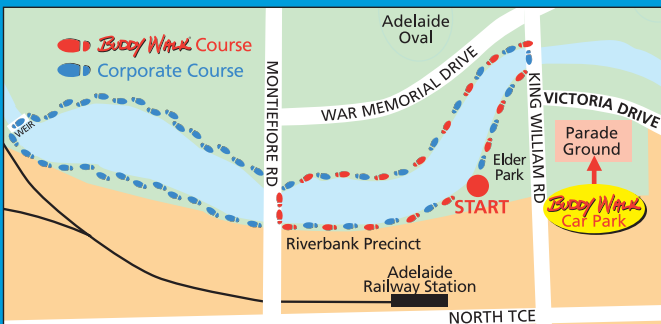 BUDDY WALK Course
Corporate Course
Adelaide
Oval
MONTIEFIORE RD
WAR MEMORIAL DRIVE
KING WILLIAM RD
VICTORIA DRIVE
WEIR
Parade
Ground
Elder
Park
START
BUDDY WALK
Car Park
Riverbank Precinct
Adelaide
Railway Station
NORTH TCE